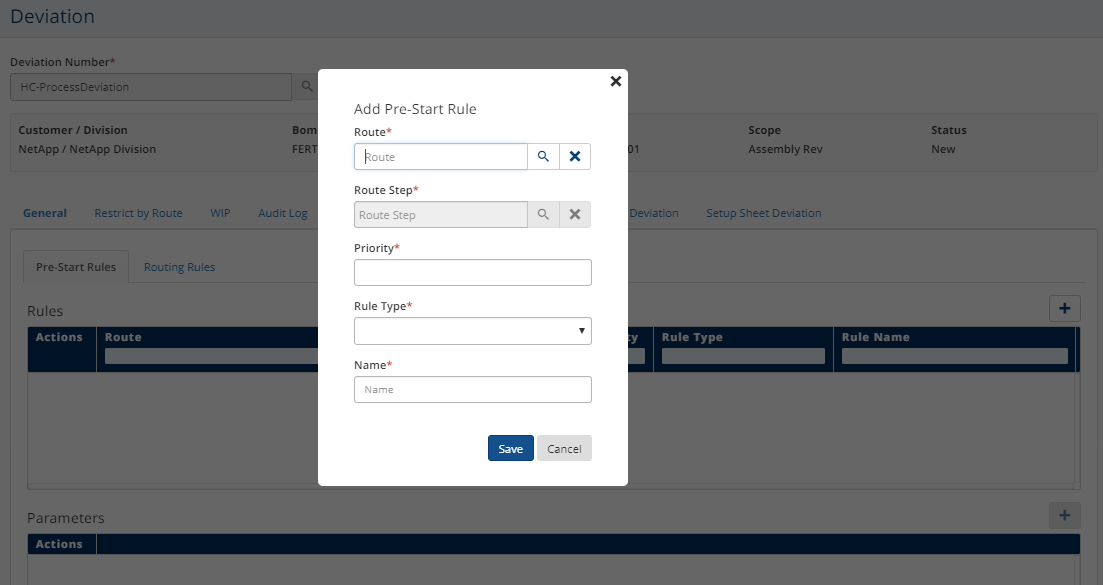 Deviation
Deviation Number*
HC-ProcessDeviation
Customer / Division
Bom
Scope
Status
NetApp / NetApp Division
FERT
01
Assembly Rev
New
General
Restrict by Route
WIP
Audit Log
Deviation
Setup Sheet Deviation
Pre-Start Rules
Routing Rules
Rules
Actions
Route
ty
Rule Type
Rule Name
Parameters
Actions
Add Pre-Start Rule
Route*
Route
Route Step*
Route Step
Priority*
Rule Type*
Name*
Name
Save
Cancel